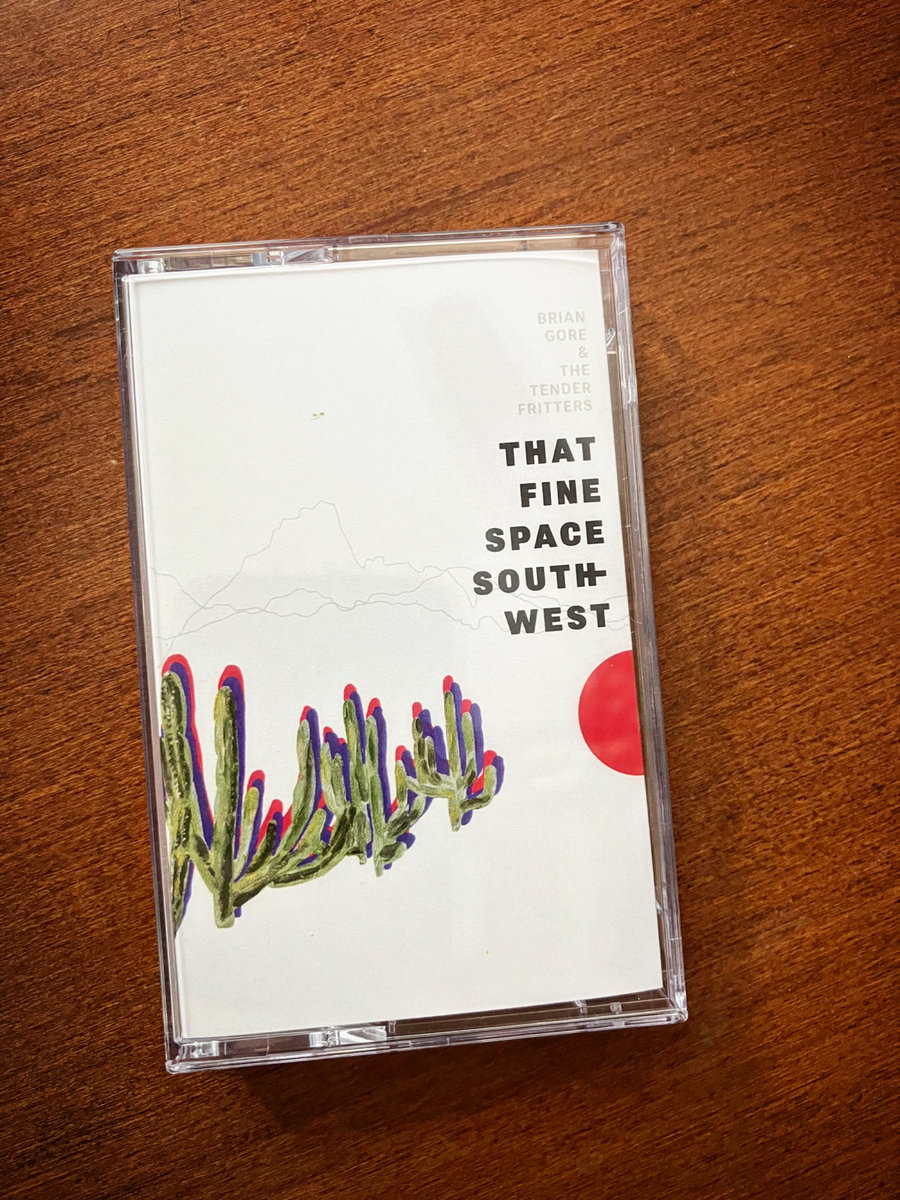 BRIAN
GORE
&
THE
TENDER
FRITTERS
THAT
FINE
SPACE
SOUTH-
WEST